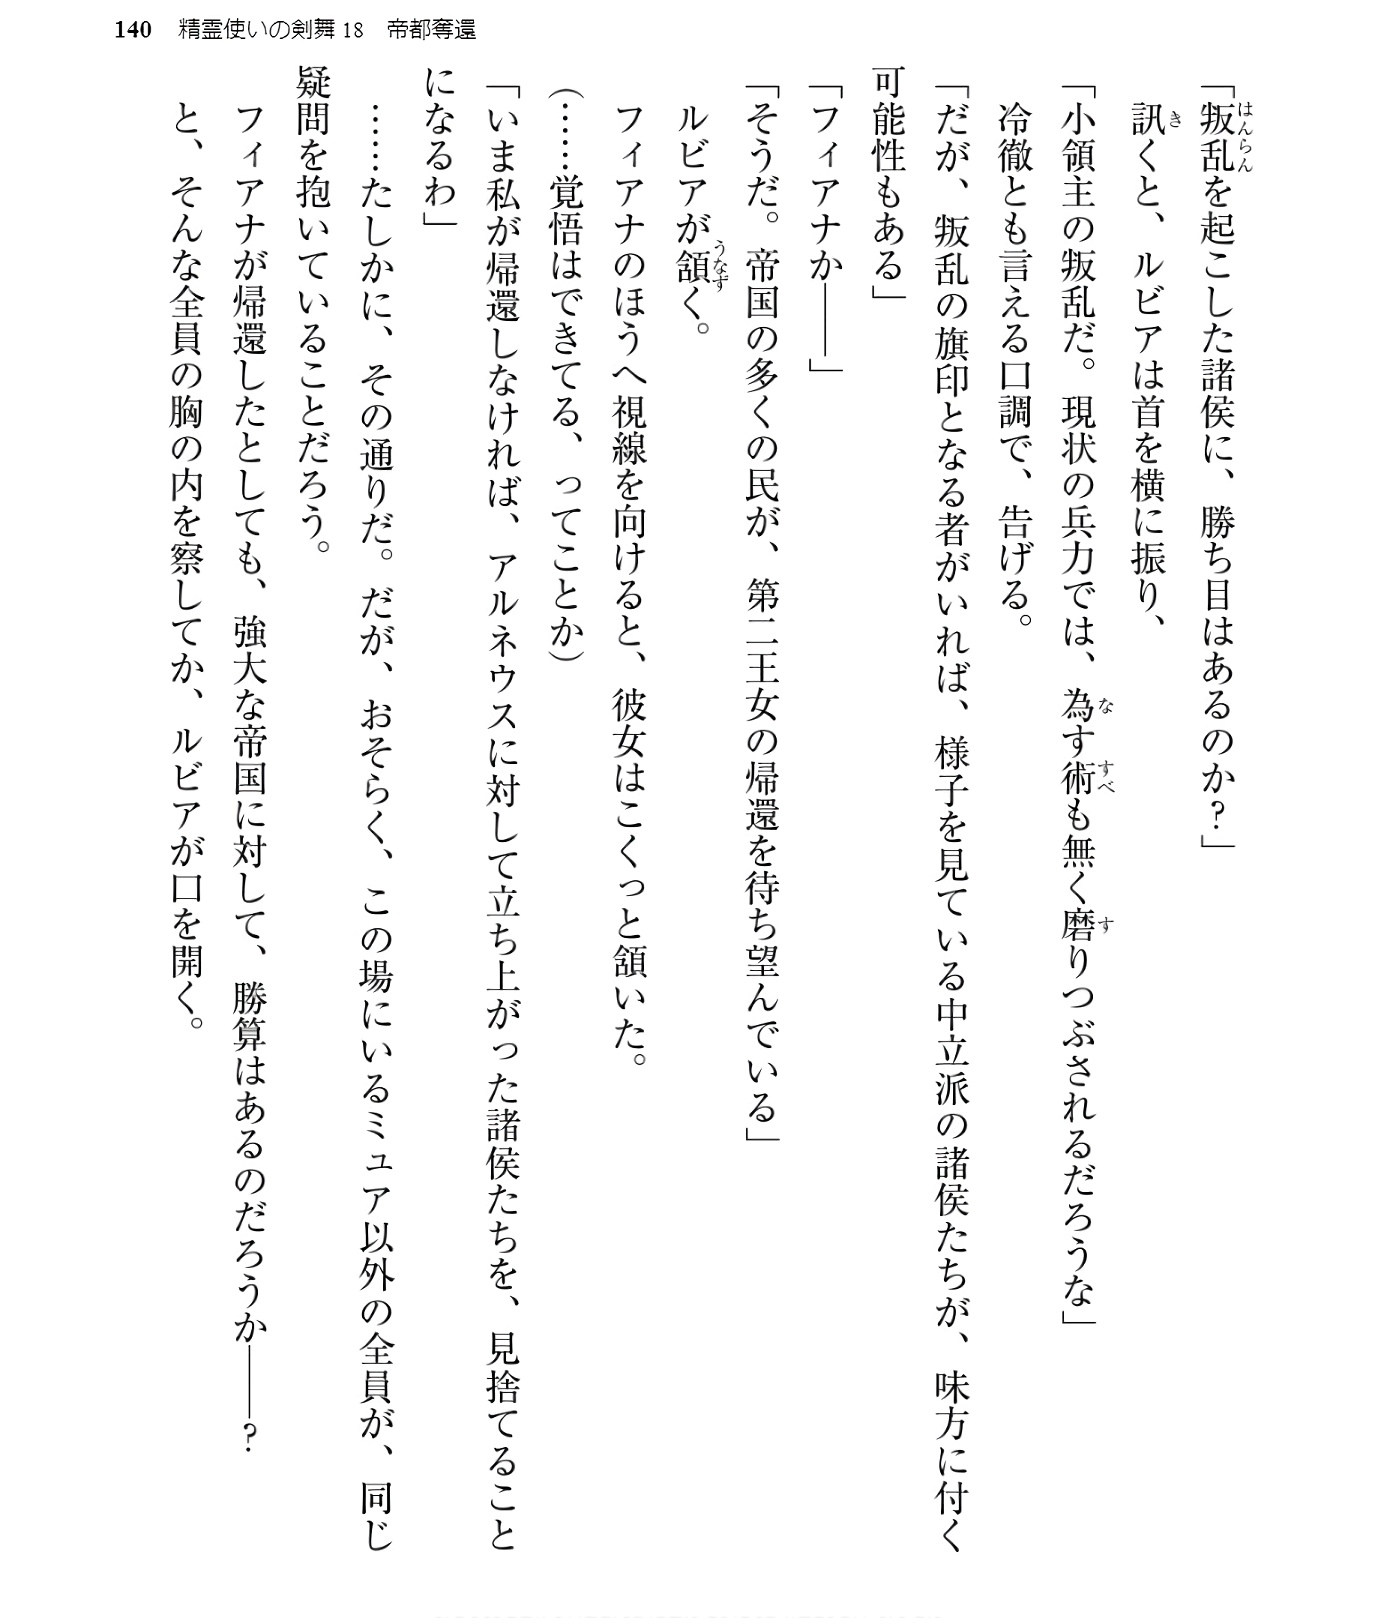 140 精霊使いの剣舞18 帝都奪還
「叛乱を起こした諸侯に、勝ち目はあるのか?」
訊くと、ルビアは首を横に振り、
「小領主の叛乱だ。現状の兵力では、為す術も無く磨りつぶされるだろうな」
冷徹とも言える口調で、告げる。
「だが、叛乱の旗印となる者がいれば、様子を見ている中立派の諸侯たちが、味方に付く
可能性もある」
「フィアナか――」
「そうだ。帝国の多くの民が、第二王女の帰還を待ち望んでいる」
ルビアが頷く。
フィアナのほうへ視線を向けると、彼女はこくっと頷いた。
(……覚悟はできてる、ってことか)
「いま私が帰還しなければ、アルネウスに対して立ち上がった諸侯たちを、見捨てること
になるわ」
……たしかに、その通りだ。だが、おそらく、この場にいるミュア以外の全員が、同じ
疑問を抱いていることだろう。
フィアナが帰還したとしても、強大な帝国に対して、勝算はあるのだろうか――?
と、そんな全員の胸の内を察してか、ルビアが口を開く。